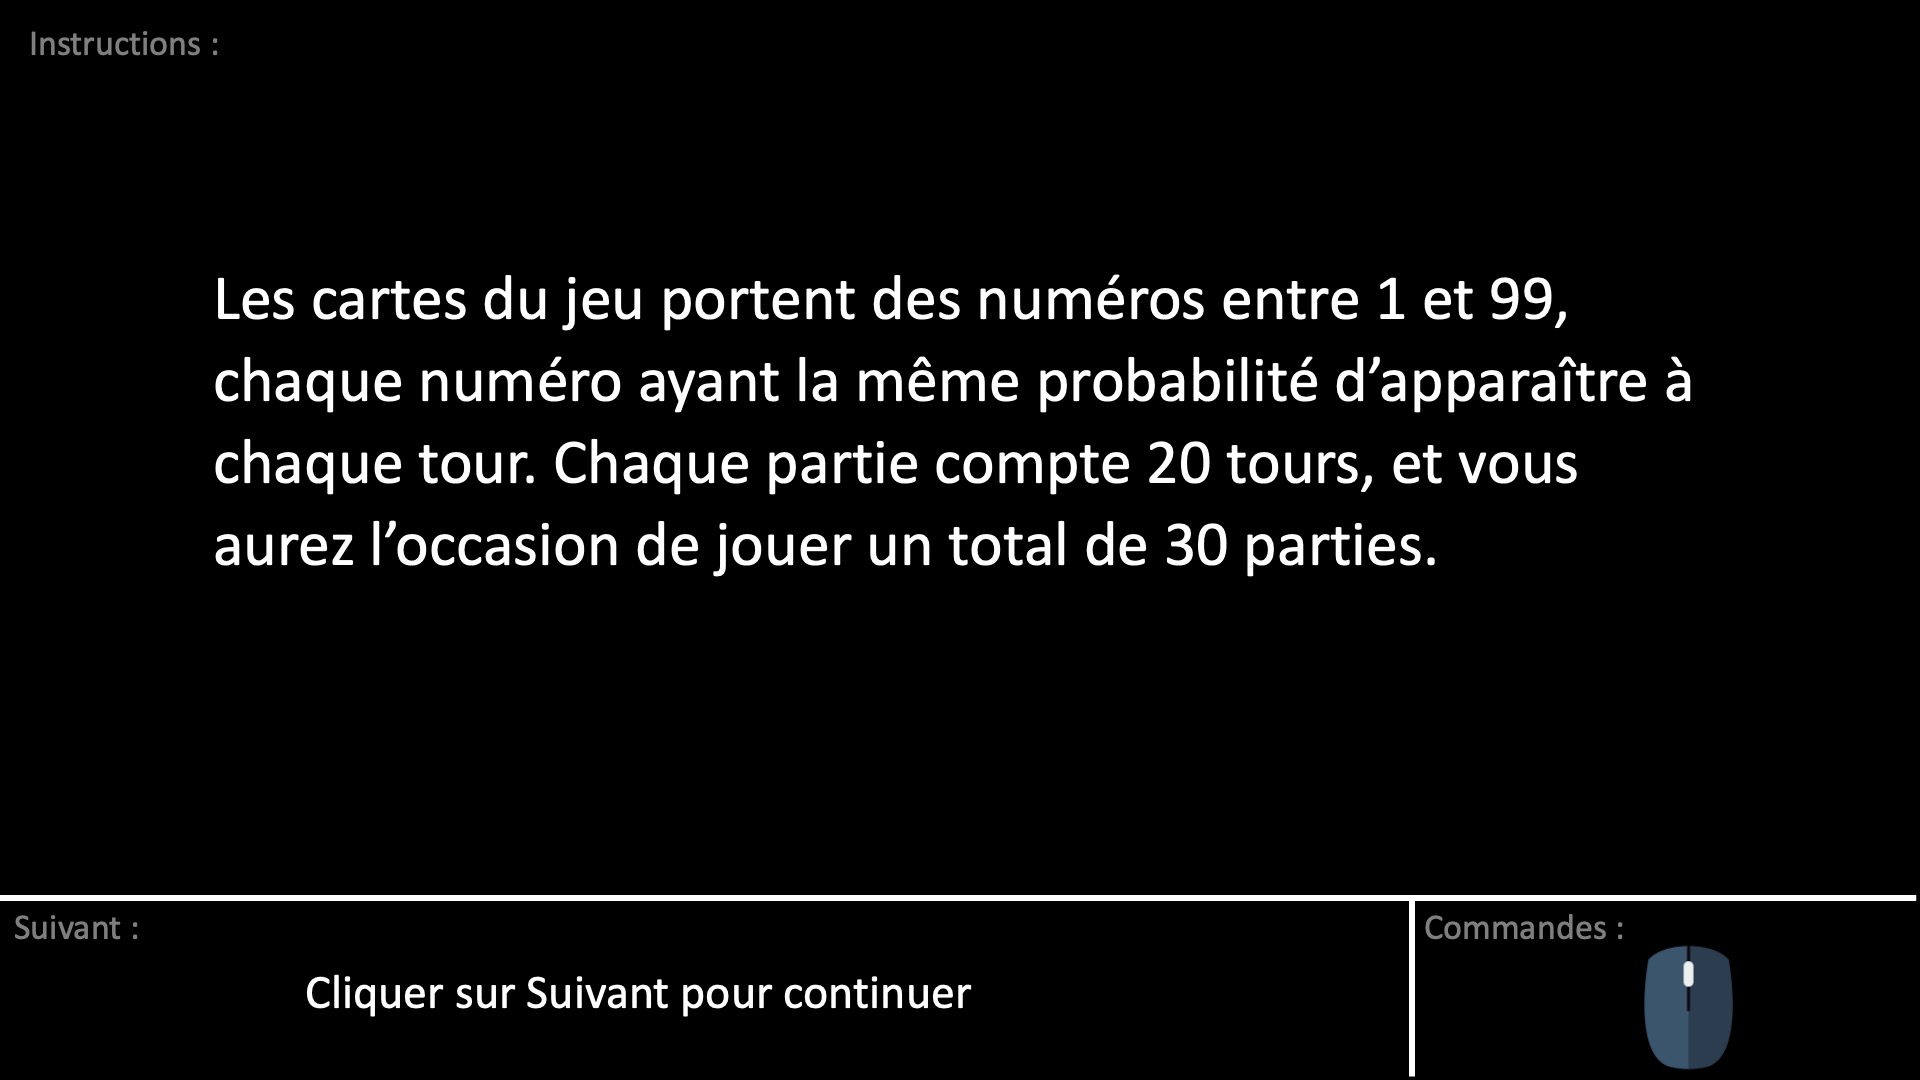 Instructions :
Les cartes du jeu portent des numéros entre 1 et 99,
chaque numéro ayant la même probabilité d’apparaître à
chaque tour. Chaque partie compte 20 tours, et vous
aurez l’occasion de jouer un total de 30 parties.
Suivant :
Cliquer sur Suivant pour continuer
Commandes :